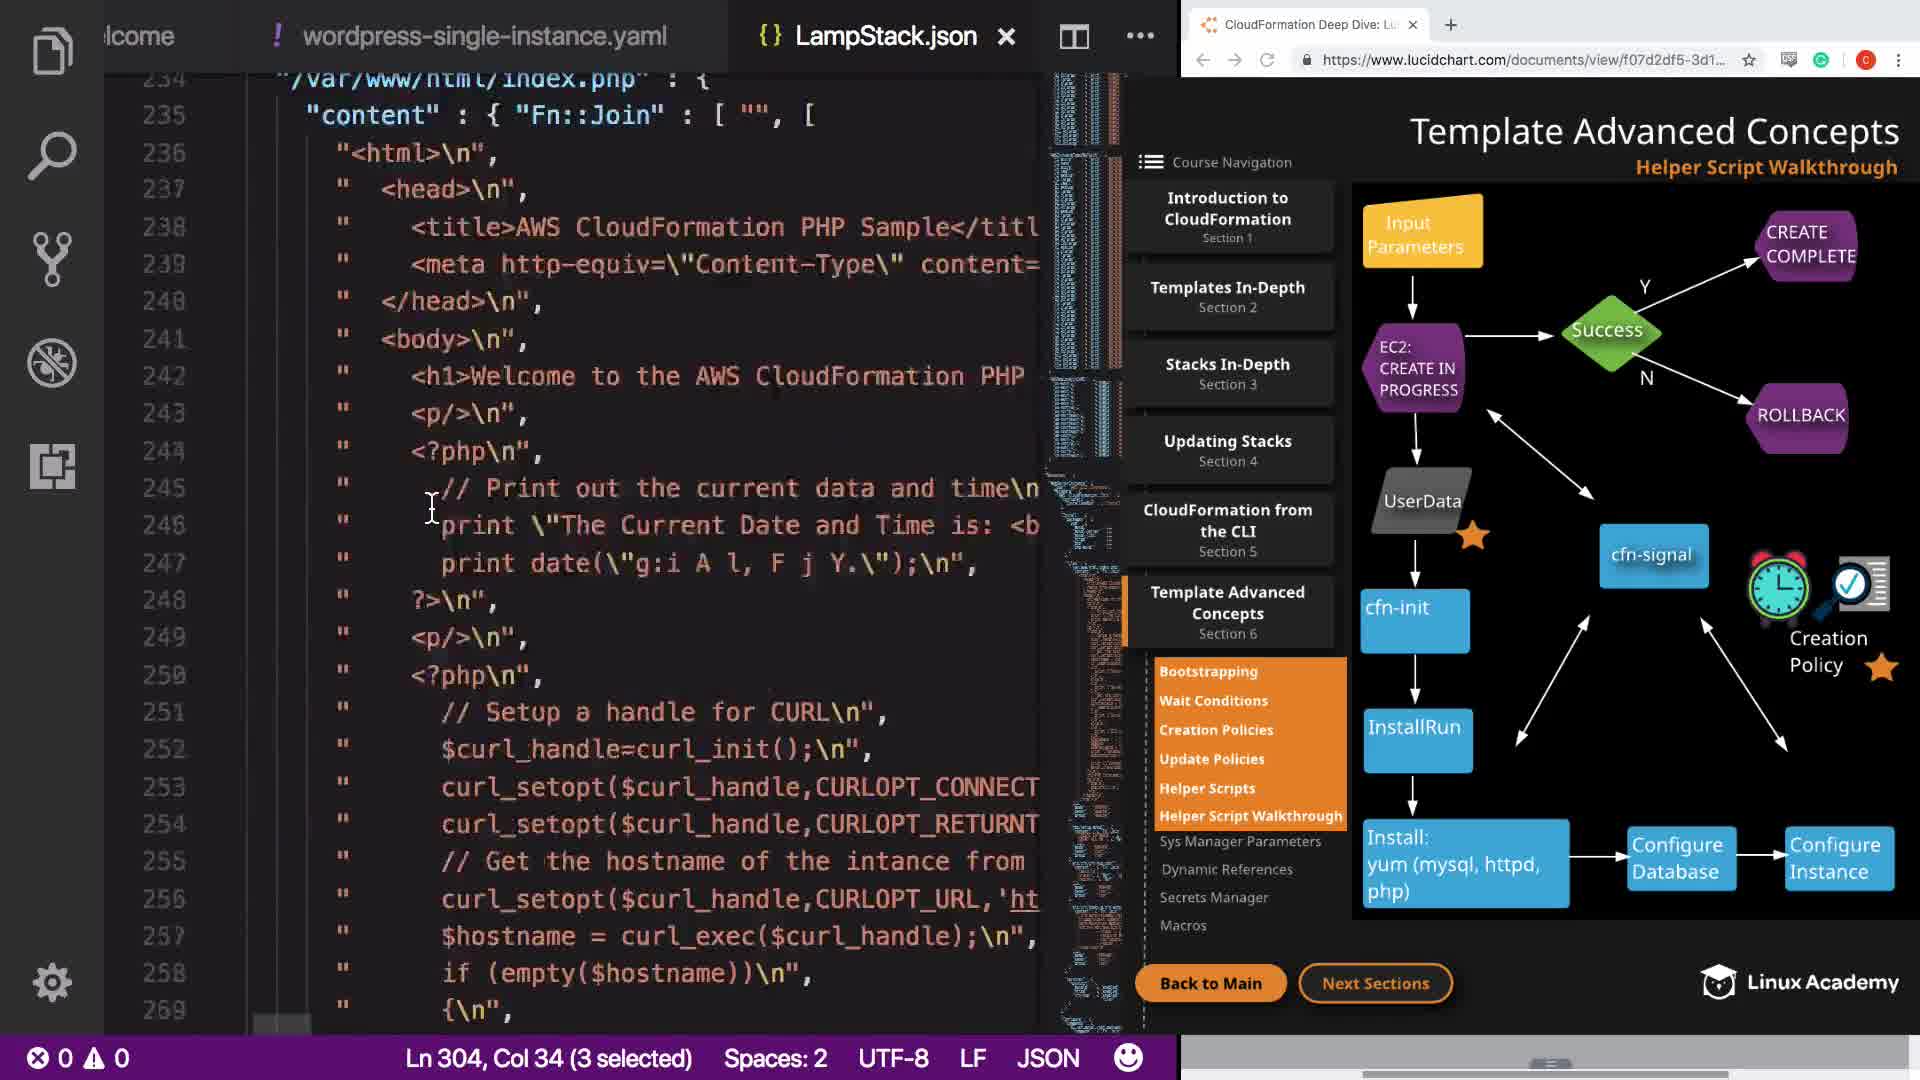 lcome
! wordpress-single-instance.yaml
{} LampStack.json
234 "/var/www/html/index.php" : {
235 "content" : { "Fn::Join" : [ "", [
236 "<html>\n",
237 "  <head>\n",
238 "    <title>AWS CloudFormation PHP Sample</titl
239 "    <meta http-equiv=\"Content-Type\" content=
240 "  </head>\n",
241 "  <body>\n",
242 "    <h1>Welcome to the AWS CloudFormation PHP
243 "    <p/>\n",
244 "    <?php\n",
245 "      // Print out the current data and time\n
246 "      print \"The Current Date and Time is: <b
247 "      print date(\"g:i A l, F j Y.\");\n",
248 "    ?>\n",
249 "    <p/>\n",
250 "    <?php\n",
251 "      // Setup a handle for CURL\n",
252 "      $curl_handle=curl_init();\n",
253 "      curl_setopt($curl_handle,CURLOPT_CONNECT
254 "      curl_setopt($curl_handle,CURLOPT_RETURNT
255 "      // Get the hostname of the intance from
256 "      curl_setopt($curl_handle,CURLOPT_URL,'ht
257 "      $hostname = curl_exec($curl_handle);\n",
258 "      if (empty($hostname))\n",
269 "      {\n",
0 0
Ln 304, Col 34 (3 selected)
Spaces: 2
UTF-8
LF
JSON
CloudFormation Deep Dive: Lu
https://www.lucidchart.com/documents/view/f07d2df5-3d1...
C
Template Advanced Concepts
Helper Script Walkthrough
Course Navigation
Introduction to
CloudFormation
Section 1
Templates In-Depth
Section 2
Stacks In-Depth
Section 3
Updating Stacks
Section 4
CloudFormation from
the CLI
Section 5
Template Advanced
Concepts
Section 6
Bootstrapping
Wait Conditions
Creation Policies
Update Policies
Helper Scripts
Helper Script Walkthrough
Sys Manager Parameters
Dynamic References
Secrets Manager
Macros
Back to Main
Next Sections
Input
Parameters
EC2:
CREATE IN
PROGRESS
UserData
cfn-init
InstallRun
Install:
yum (mysql, httpd,
php)
Configure
Database
Configure
Instance
Success
Y
N
CREATE
COMPLETE
ROLLBACK
cfn-signal
Creation
Policy
Linux Academy